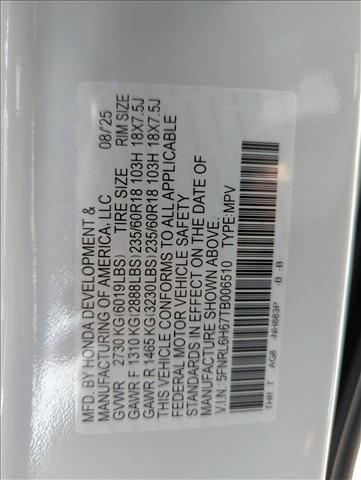 MFD. BY HONDA DEVELOPMENT &
MANUFACTURING OF AMERICA, LLC 08/'25
GVWR 2730 KG(6019LBS) TIRE SIZE RIM SIZE
GAWR F 1310 KG(2888LBS) 235/60R18 103H 18X7.5J
GAWR R 1465 KG(3230LBS) 235/60R18 103H 18X7.5J
THIS VEHICLE CONFORMS TO ALL APPLICABLE
FEDERAL MOTOR VEHICLE SAFETY
STANDARDS IN EFFECT ON THE DATE OF
MANUFACTURE SHOWN ABOVE.
V.I.N.: 5FNRL6H67TB006510 TYPE: MPV
THR T AG8 -NH883P -B -B